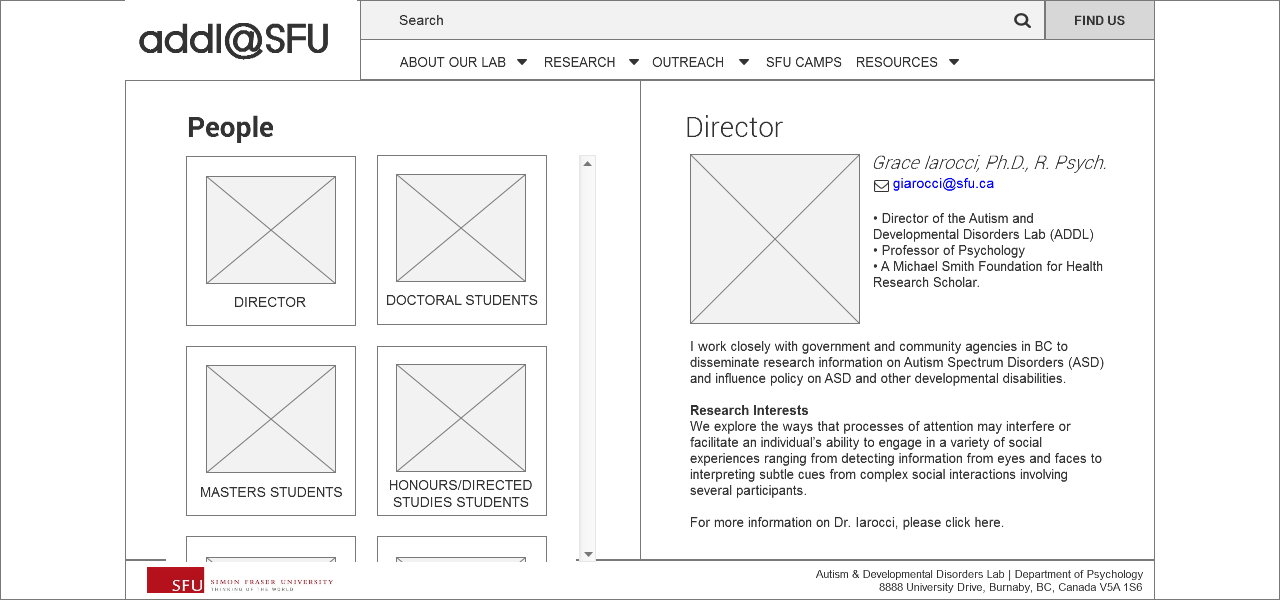 addl@SFU
Search
FIND US
ABOUT OUR LAB
RESEARCH
OUTREACH
SFU CAMPS
RESOURCES
People
DIRECTOR
DOCTORAL STUDENTS
MASTERS STUDENTS
HONOURS/DIRECTED
STUDIES STUDENTS
Director
Grace Iarocci, Ph.D., R. Psych.
giarocci@sfu.ca
• Director of the Autism and
Developmental Disorders Lab (ADDL)
• Professor of Psychology
• A Michael Smith Foundation for Health
Research Scholar.
I work closely with government and community agencies in BC to
disseminate research information on Autism Spectrum Disorders (ASD)
and influence policy on ASD and other developmental disabilities.
Research Interests
We explore the ways that processes of attention may interfere or
facilitate an individual's ability to engage in a variety of social
experiences ranging from detecting information from eyes and faces to
interpreting subtle cues from complex social interactions involving
several participants.
For more information on Dr. Iarocci, please click here.
SFU
SIMON FRASER UNIVERSITY
THINKING OF THE WORLD
Autism & Developmental Disorders Lab | Department of Psychology
8888 University Drive, Burnaby, BC, Canada V5A 1S6